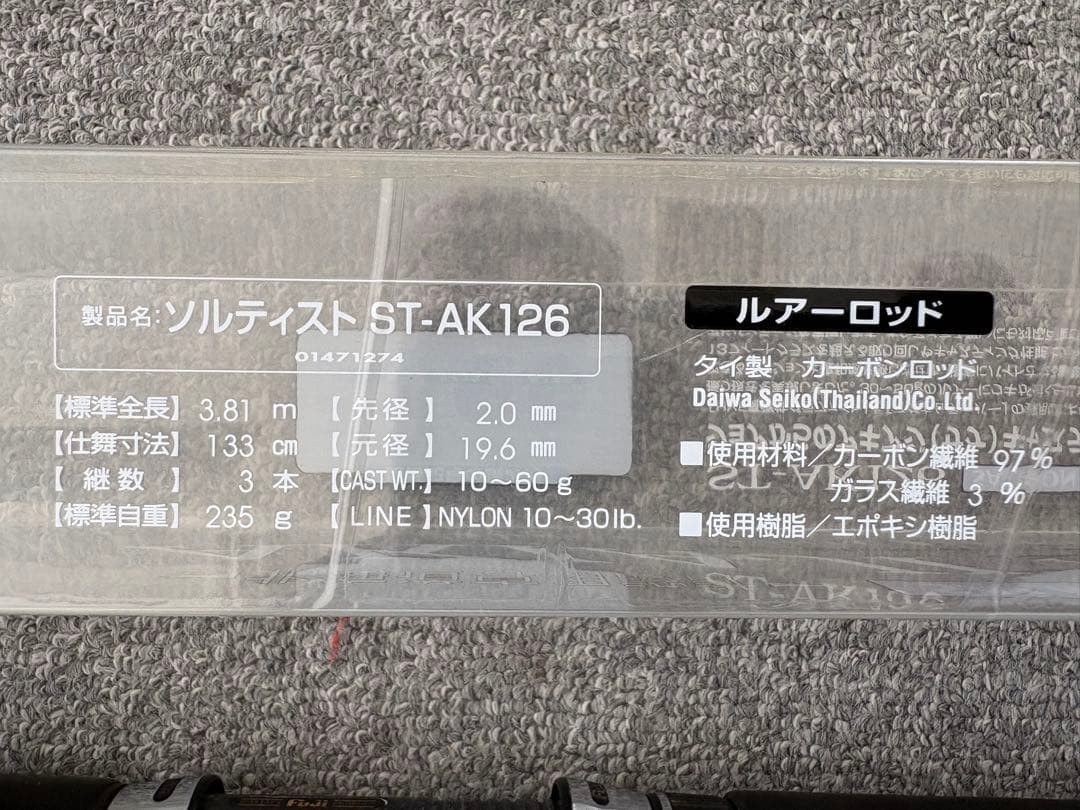 製品名:ソルティスト ST-AK126
01471274
【標準全長】 3.81 m 【 先 径 】 2.0 mm
【仕舞寸法】 133 cm 【 元 径 】 19.6 mm
【 継 数 】 3 本 【CAST WT.】 10〜60 g
【標準自重】 235 g 【 LINE 】 NYLON 10〜30lb.
ルアーロッド
タイ製 カーボンロッド
Daiwa Seiko(Thailand)Co.Ltd.
■使用材料/カーボン繊維 97%
ガラス繊維 3 %
■使用樹脂/エポキシ樹脂
ST-AK126
Fuji